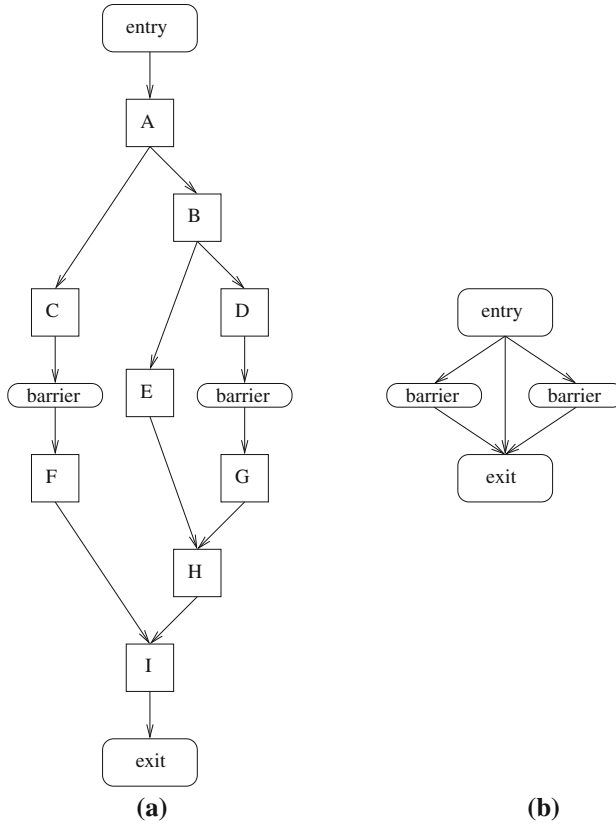 entry
A
B
C
D
barrier
E
barrier
F
G
H
I
exit
(a)
entry
barrier
barrier
exit
(b)